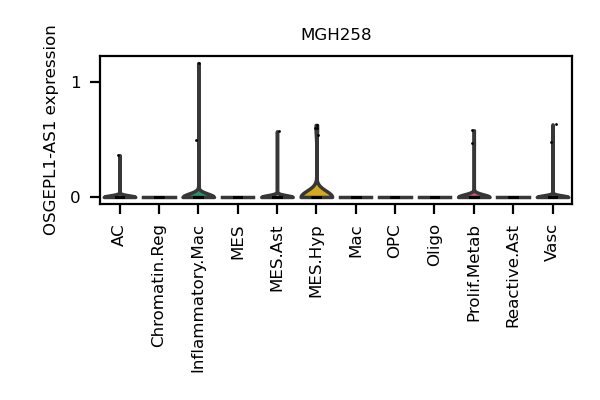 MGH258
OSGEPL1-AS1 expression
1
0
AC
Chromatin.Reg
Inflammatory.Mac
MES
MES.Ast
MES.Hyp
Mac
OPC
Oligo
Prolif.Metab
Reactive.Ast
Vasc